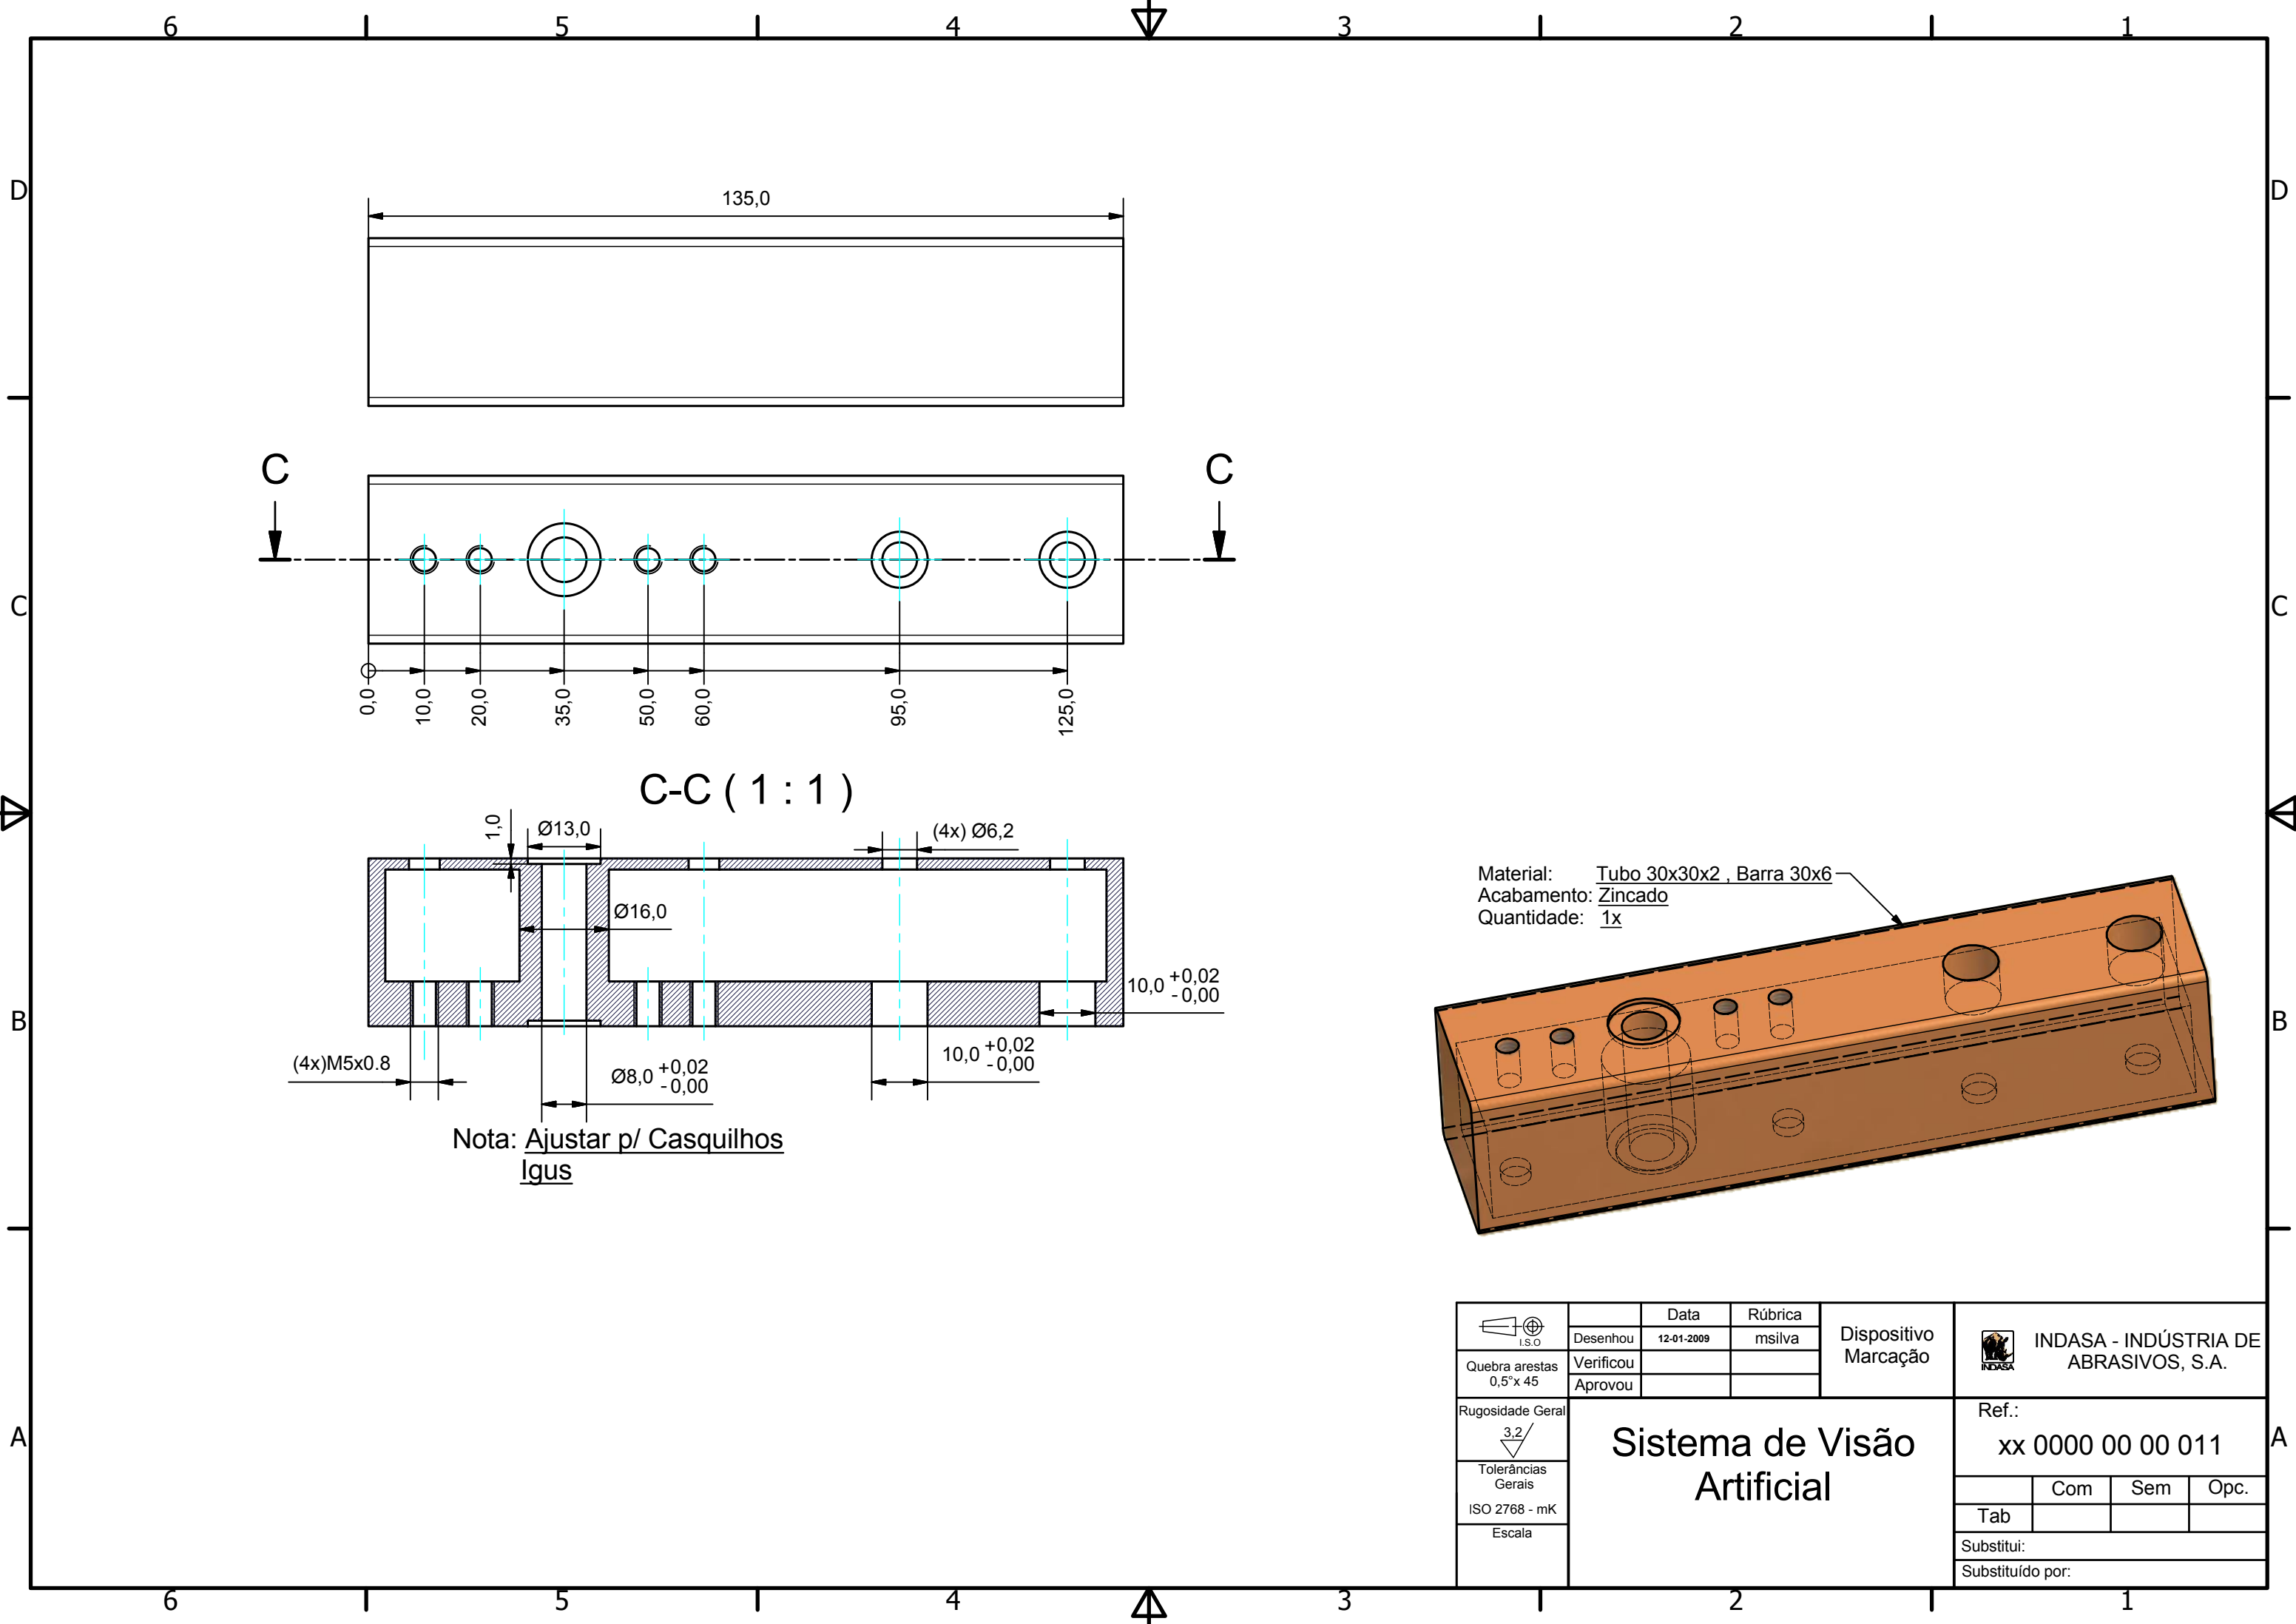 6 5 4 3 2 1
D D
135,0
C C
C C
0,0 10,0 20,0 35,0 50,0 60,0 95,0 125,0
C-C ( 1 : 1 )
1,0
Ø13,0
(4x) Ø6,2
Ø16,0
10,0 +0,02 -0,00
B B
(4x)M5x0.8
Ø8,0 +0,02 -0,00
10,0 +0,02 -0,00
Nota: Ajustar p/ Casquilhos
Igus
Material: Tubo 30x30x2 , Barra 30x6
Acabamento: Zincado
Quantidade: 1x
I.S.O
Data Rúbrica
Desenhou 12-01-2009 msilva
Verificou
Aprovou
Quebra arestas
0,5°x 45
Dispositivo
Marcação
INDASA
INDASA - INDÚSTRIA DE
ABRASIVOS, S.A.
Rugosidade Geral
3,2
Tolerâncias
Gerais
ISO 2768 - mK
Escala
Sistema de Visão
Artificial
Ref.:
xx 0000 00 00 011
Com Sem Opc.
Tab
Substitui:
Substituído por:
A A
6 5 4 3 2 1